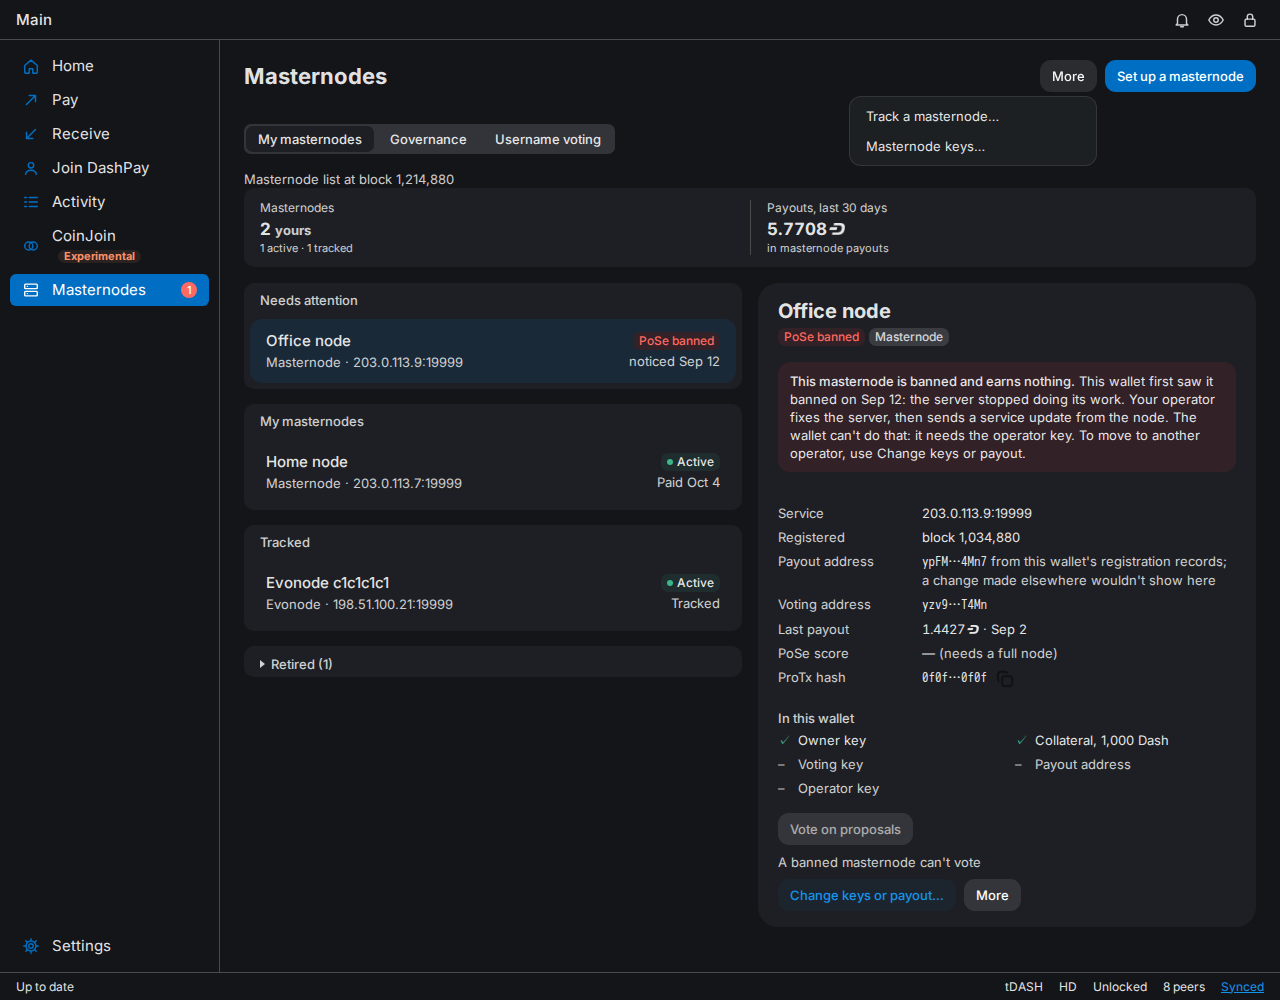 Main
Home
Pay
Receive
Join DashPay
Activity
CoinJoin
Experimental
Masternodes
1
Settings
Masternodes
More
Set up a masternode
Track a masternode...
Masternode keys...
My masternodes
Governance
Username voting
Masternode list at block 1,214,880
Masternodes
2 yours
1 active · 1 tracked
Payouts, last 30 days
5.7708
in masternode payouts
Needs attention
Office node
PoSe banned
Masternode · 203.0.113.9:19999
noticed Sep 12
My masternodes
Home node
Active
Masternode · 203.0.113.7:19999
Paid Oct 4
Tracked
Evonode c1c1c1c1
Active
Evonode · 198.51.100.21:19999
Tracked
Retired (1)
Office node
PoSe banned
Masternode
This masternode is banned and earns nothing. This wallet first saw it
banned on Sep 12: the server stopped doing its work. Your operator
fixes the server, then sends a service update from the node. The
wallet can't do that: it needs the operator key. To move to another
operator, use Change keys or payout.
Service
203.0.113.9:19999
Registered
block 1,034,880
Payout address
ypFM···4Mn7 from this wallet's registration records;
a change made elsewhere wouldn't show here
Voting address
yzv9···T4Mn
Last payout
1.4427 · Sep 2
PoSe score
— (needs a full node)
ProTx hash
0f0f···0f0f
In this wallet
✓ Owner key
✓ Collateral, 1,000 Dash
– Voting key
– Payout address
– Operator key
Vote on proposals
A banned masternode can't vote
Change keys or payout...
More
Up to date
tDASH
HD
Unlocked
8 peers
Synced